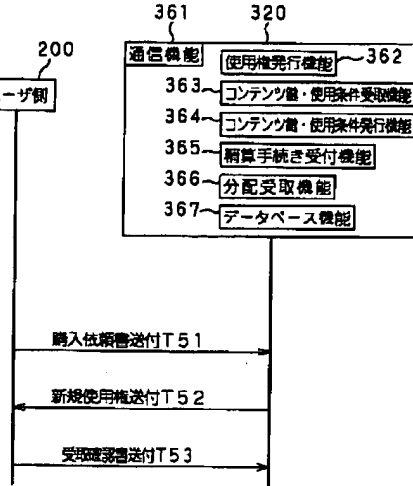 361
320
200
通信機能
使用権発行機能
362
ーザ側
363
コンテンツ鍵・使用条件受取機能
364
コンテンツ鍵・使用条件発行機能
365
精算手続き受付機能
366
分配受取機能
367
データベース機能
購入依頼書送付T51
新規使用権送付T52
受取確認書送付T53